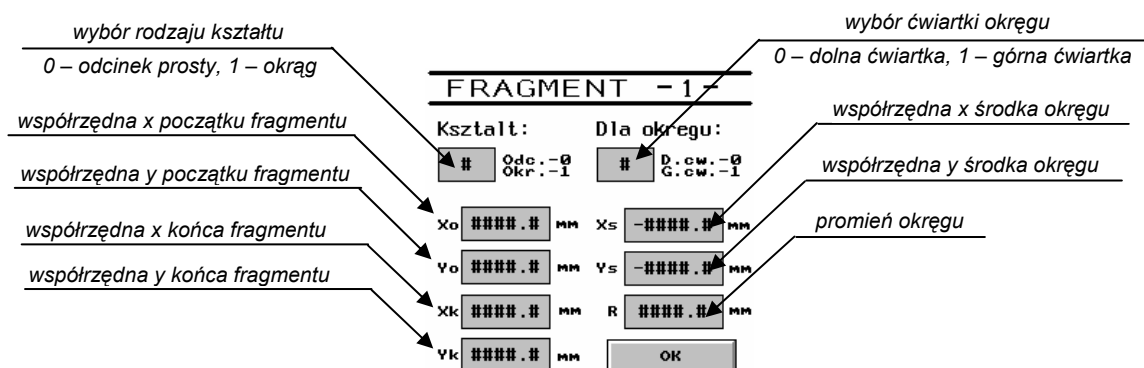 wybór rodzaju kształtu
0 – odcinek prosty, 1 – okrąg
wybór ćwiartki okręgu
0 – dolna ćwiartka, 1 – górna ćwiartka
współrzędna x początku fragmentu
współrzędna y początku fragmentu
współrzędna x końca fragmentu
współrzędna y końca fragmentu
FRAGMENT -1-
Ksztalt: Dla okregu:
# Odc.-0 # D.cw.-0
Okr.-1 G.cw.-1
Xo ####.# mm Xs -####.# mm
Yo ####.# mm Ys -####.# mm
Xk ####.# mm R ####.# mm
Yk ####.# mm OK
współrzędna x środka okręgu
współrzędna y środka okręgu
promień okręgu